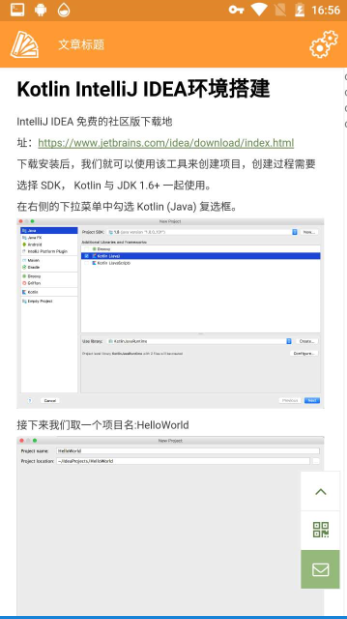 16:56
文章标题
Kotlin IntelliJ IDEA环境搭建
IntelliJ IDEA 免费的社区版下载地
址：https://www.jetbrains.com/idea/download/index.html
下载安装后，我们就可以使用该工具来创建项目，创建过程需要
选择 SDK， Kotlin 与 JDK 1.6+ 一起使用。
在右侧的下拉菜单中勾选 Kotlin (Java) 复选框。
New Project
Java
Project SDK:
New...
Java FX
Additional Libraries and Frameworks:
Android
Groovy
IntelliJ Platform Plugin
Kotlin (Java)
Maven
Kotlin (JavaScript)
Gradle
Groovy
Griffon
Kotlin
Empty Project
Use library:
KotlinJavaRuntime
Create...
Configure...
?
Cancel
Previous
Next
接下来我们取一个项目名:HelloWorld
New Project
Project name:
HelloWorld
Project location:
~/IdeaProjects/HelloWorld